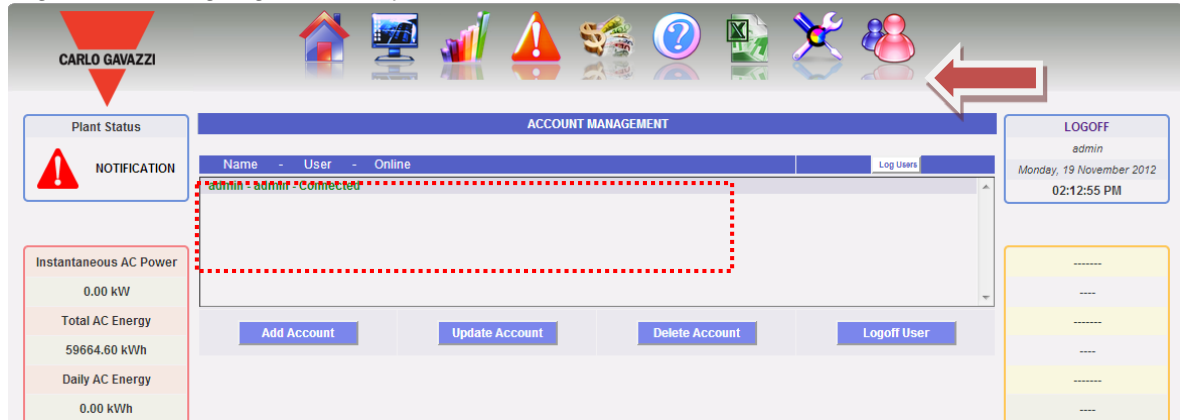 CARLO GAVAZZI
Plant Status
NOTIFICATION
Instantaneous AC Power
0.00 kW
Total AC Energy
59664.60 kWh
Daily AC Energy
0.00 kWh
ACCOUNT MANAGEMENT
Name - User - Online
Log Users
admin - admin - Connected
Add Account
Update Account
Delete Account
Logoff User
LOGOFF
admin
Monday, 19 November 2012
02:12:55 PM
-------
----
-------
----
-------
----